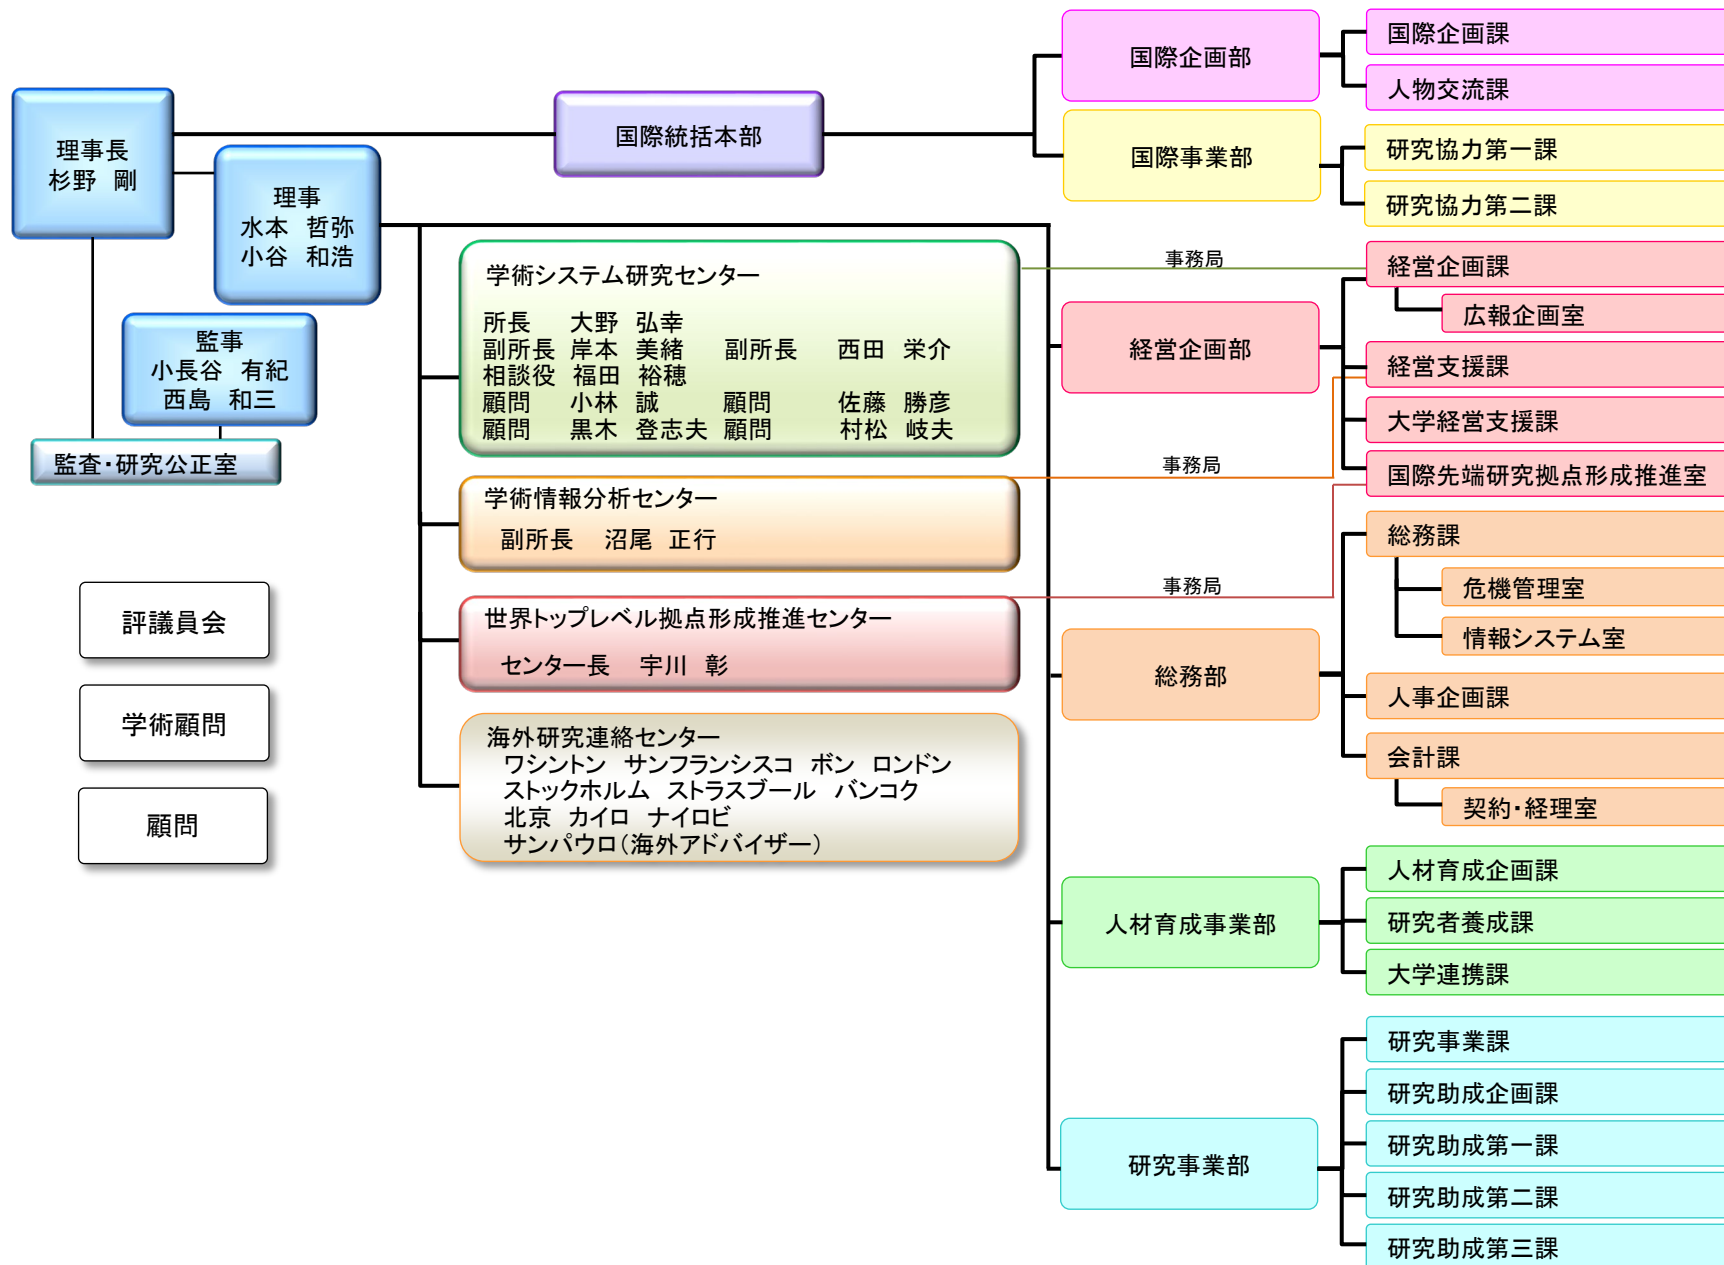 理事長
杉野 剛
理事
水本 哲弥
小谷 和浩
監事
小長谷 有紀
西島 和三
監査・研究公正室
評議員会
学術顧問
顧問
国際統括本部
学術システム研究センター
所長 大野 弘幸
副所長 岸本 美緒 副所長 西田 栄介
相談役 福田 裕穂
顧問 小林 誠 顧問 佐藤 勝彦
顧問 黒木 登志夫 顧問 村松 岐夫
学術情報分析センター
副所長 沼尾 正行
世界トップレベル拠点形成推進センター
センター長 宇川 彰
海外研究連絡センター
ワシントン サンフランシスコ ボン ロンドン
ストックホルム ストラスブール バンコク
北京 カイロ ナイロビ
サンパウロ(海外アドバイザー)
事務局
事務局
事務局
国際企画部
国際企画課
人物交流課
国際事業部
研究協力第一課
研究協力第二課
経営企画部
経営企画課
広報企画室
経営支援課
大学経営支援課
国際先端研究拠点形成推進室
総務部
総務課
危機管理室
情報システム室
人事企画課
会計課
契約・経理室
人材育成事業部
人材育成企画課
研究者養成課
大学連携課
研究事業部
研究事業課
研究助成企画課
研究助成第一課
研究助成第二課
研究助成第三課